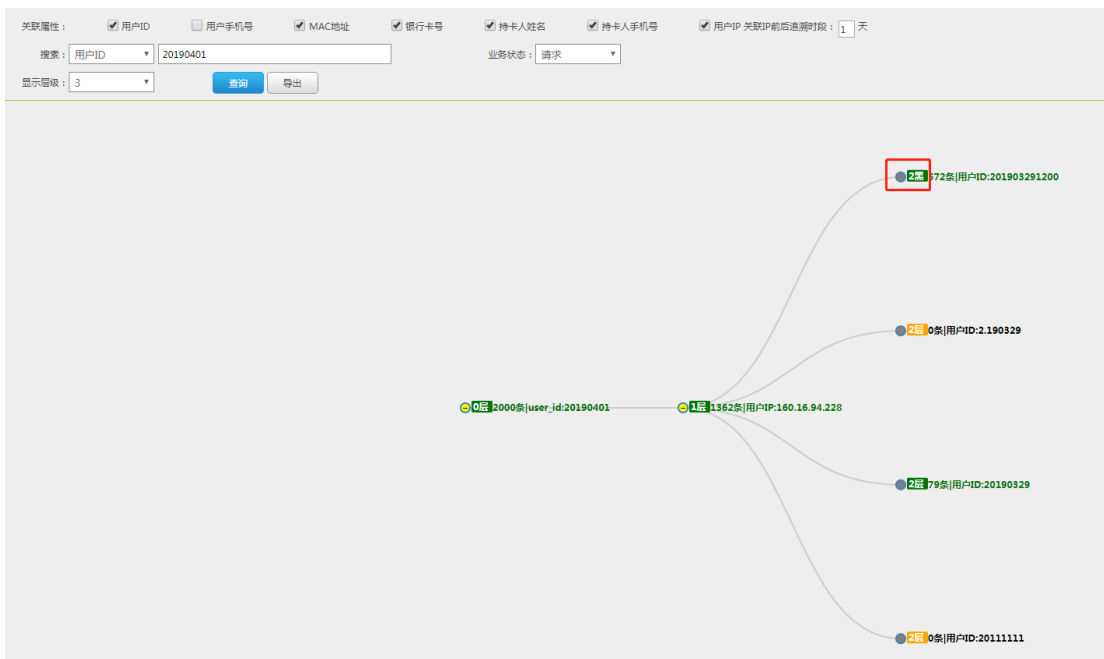 关联属性： 用户ID 用户手机号 MAC地址 银行卡号 持卡人姓名 持卡人手机号 用户IP 关联IP前后追溯时段： 1 天
搜索： 用户ID 20190401 业务状态： 请求
显示层级： 3 查询 导出
2黑 572条|用户ID:201903291200
2层 0条|用户ID:2.190329
0层 2000条|user_id:20190401 1层 1362条|用户IP:160.16.94.228
2层 79条|用户ID:20190329
2层 0条|用户ID:20111111